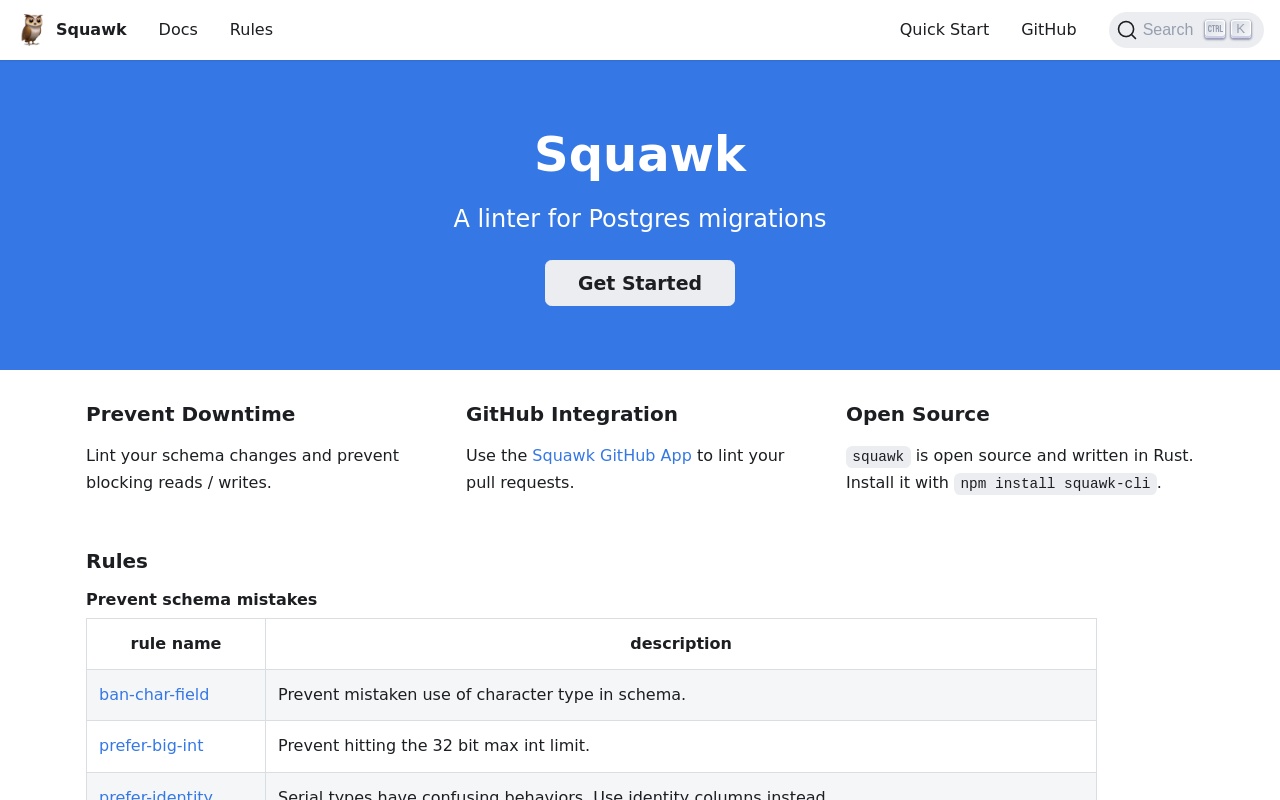 Squawk Docs Rules Quick Start GitHub Search CTRL K
Squawk
A linter for Postgres migrations
Get Started
Prevent Downtime
Lint your schema changes and prevent
blocking reads / writes.
GitHub Integration
Use the Squawk GitHub App to lint your
pull requests.
Open Source
squawk is open source and written in Rust.
Install it with npm install squawk-cli.
Rules
Prevent schema mistakes
rule name description
ban-char-field Prevent mistaken use of character type in schema.
prefer-big-int Prevent hitting the 32 bit max int limit.
prefer-identity Serial types have confusing behaviors. Use identity columns instead.